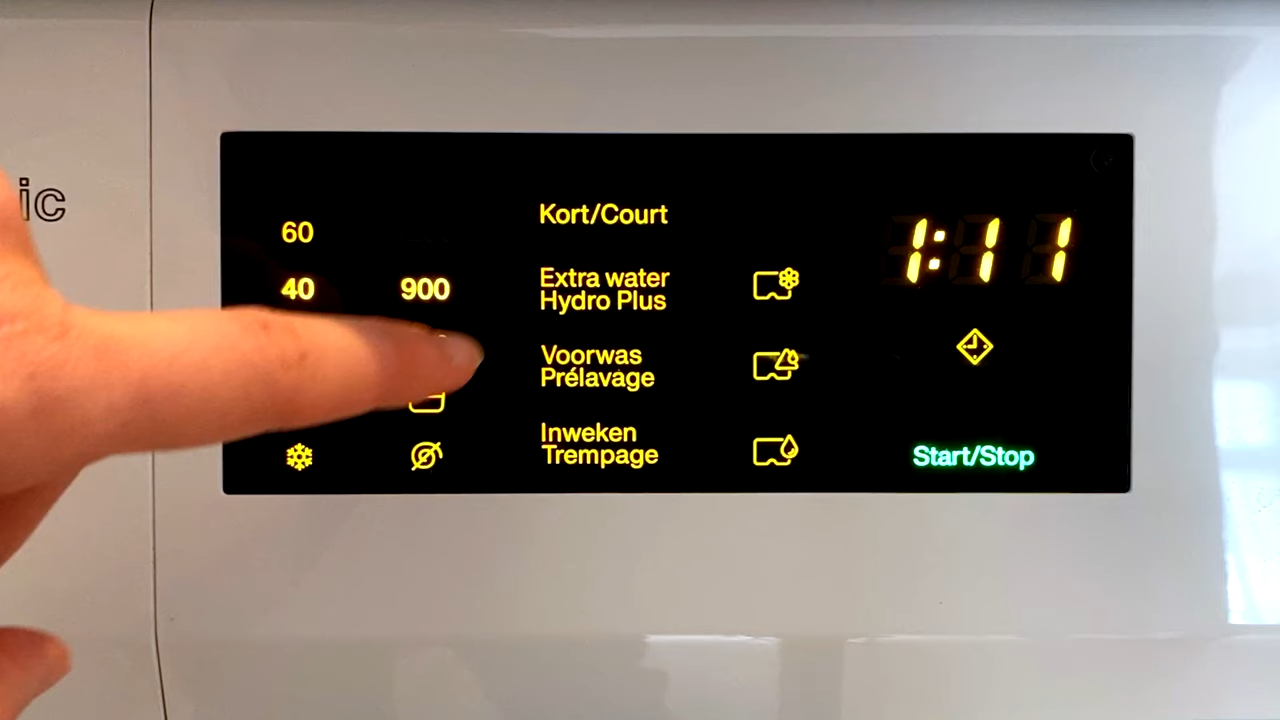 ic
60
40
900
Kort/Court
Extra water
Hydro Plus
Voorwas
Prélavage
Inweken
Trempage
1:11
Start/Stop